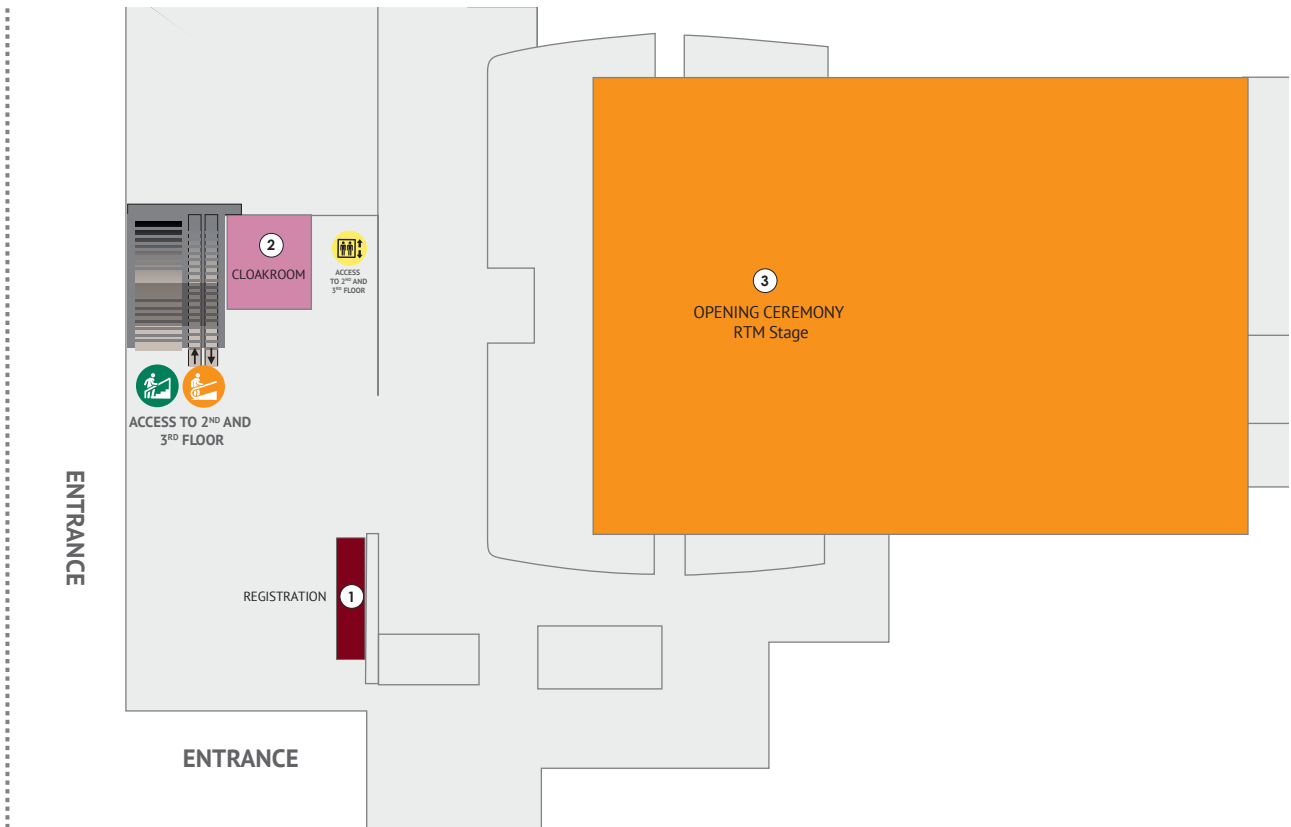 2
CLOAKROOM
ACCESS
TO 2ND AND
3RD FLOOR
3
OPENING CEREMONY
RTM Stage
ACCESS TO 2ND AND
3RD FLOOR
ENTRANCE
REGISTRATION
1
ENTRANCE